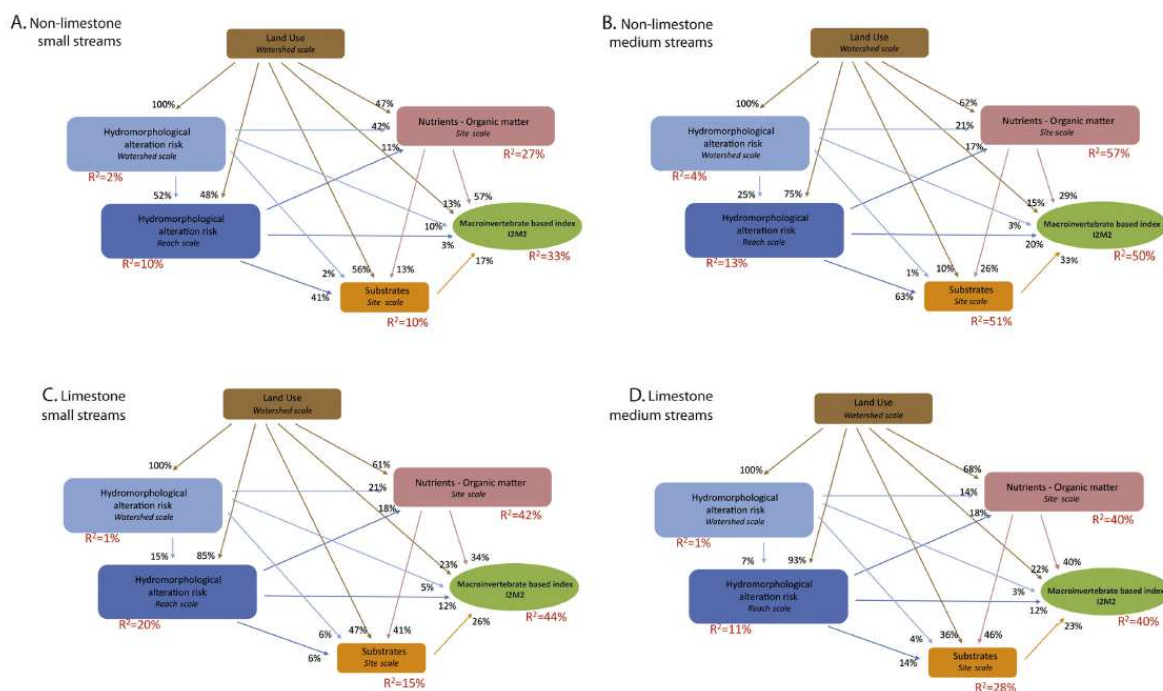 A. Non-limestone
small streams
Land Use
Watershed scale
100%
47%
Hydromorphological
alteration risk
Watershed scale
R²=2%
42%
Nutrients - Organic matter
Site scale
R²=27%
11%
52%
48%
Hydromorphological
alteration risk
Reach scale
R²=10%
13%
57%
10%
3%
Macroinvertebrate based index
I2M2
R²=33%
2%
56%
13%
17%
41%
Substrates
Site scale
R²=10%
B. Non-limestone
medium streams
Land Use
Watershed scale
100%
62%
Hydromorphological
alteration risk
Watershed scale
R²=4%
21%
Nutrients - Organic matter
Site scale
R²=57%
17%
25%
75%
Hydromorphological
alteration risk
Reach scale
R²=13%
15%
29%
3%
20%
Macroinvertebrate based index
I2M2
R²=50%
1%
10%
26%
33%
63%
Substrates
Site scale
R²=51%
C. Limestone
small streams
Land Use
Watershed scale
100%
61%
Hydromorphological
alteration risk
Watershed scale
R²=1%
21%
Nutrients - Organic matter
Site scale
R²=42%
18%
15%
85%
Hydromorphological
alteration risk
Reach scale
R²=20%
23%
34%
5%
12%
Macroinvertebrate based index
I2M2
R²=44%
6%
47%
41%
26%
6%
Substrates
Site scale
R²=15%
D. Limestone
medium streams
Land Use
Watershed scale
100%
68%
Hydromorphological
alteration risk
Watershed scale
R²=1%
14%
Nutrients - Organic matter
Site scale
R²=40%
18%
7%
93%
Hydromorphological
alteration risk
Reach scale
R²=11%
22%
40%
3%
12%
Macroinvertebrate based index
I2M2
R²=40%
4%
36%
46%
23%
14%
Substrates
Site scale
R²=28%